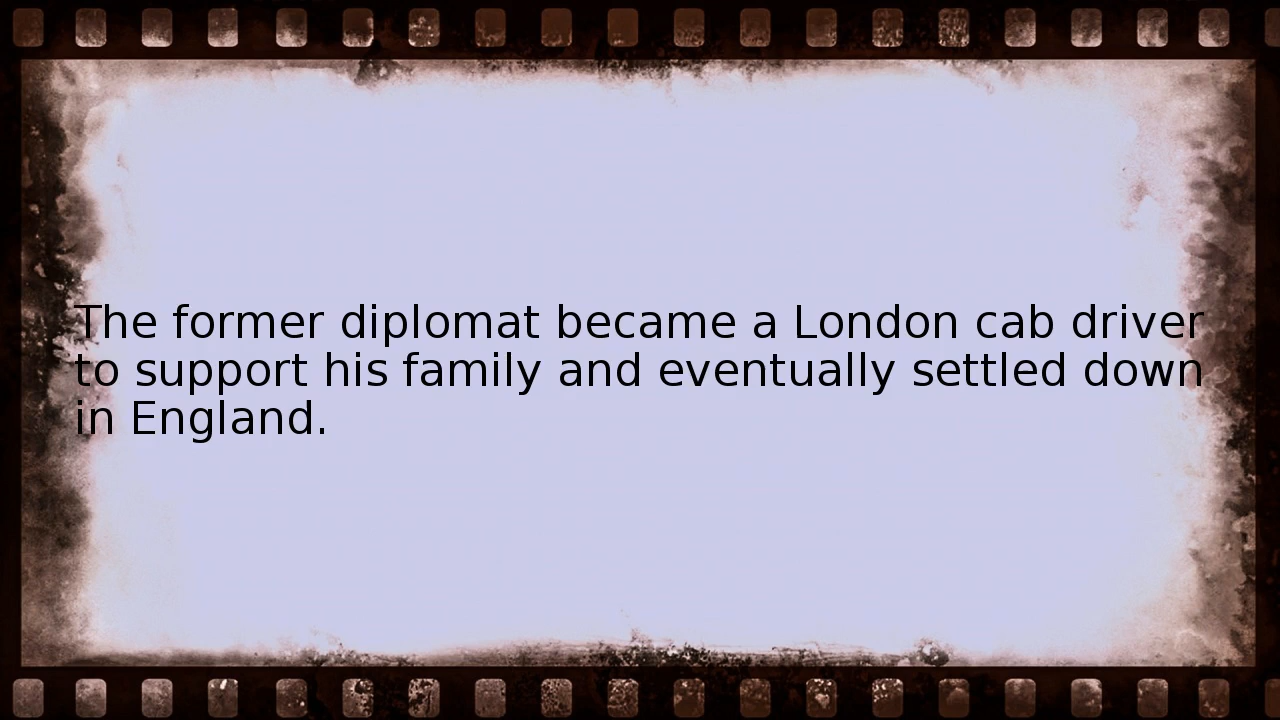 The former diplomat became a London cab driver
to support his family and eventually settled down
in England.